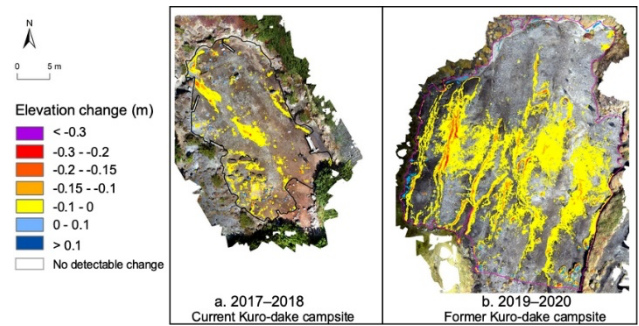 N
0 5 m
Elevation change (m)
< -0.3
-0.3 - -0.2
-0.2 - -0.15
-0.15 - -0.1
-0.1 - 0
0 - 0.1
> 0.1
No detectable change
a. 2017–2018
Current Kuro-dake campsite
b. 2019–2020
Former Kuro-dake campsite